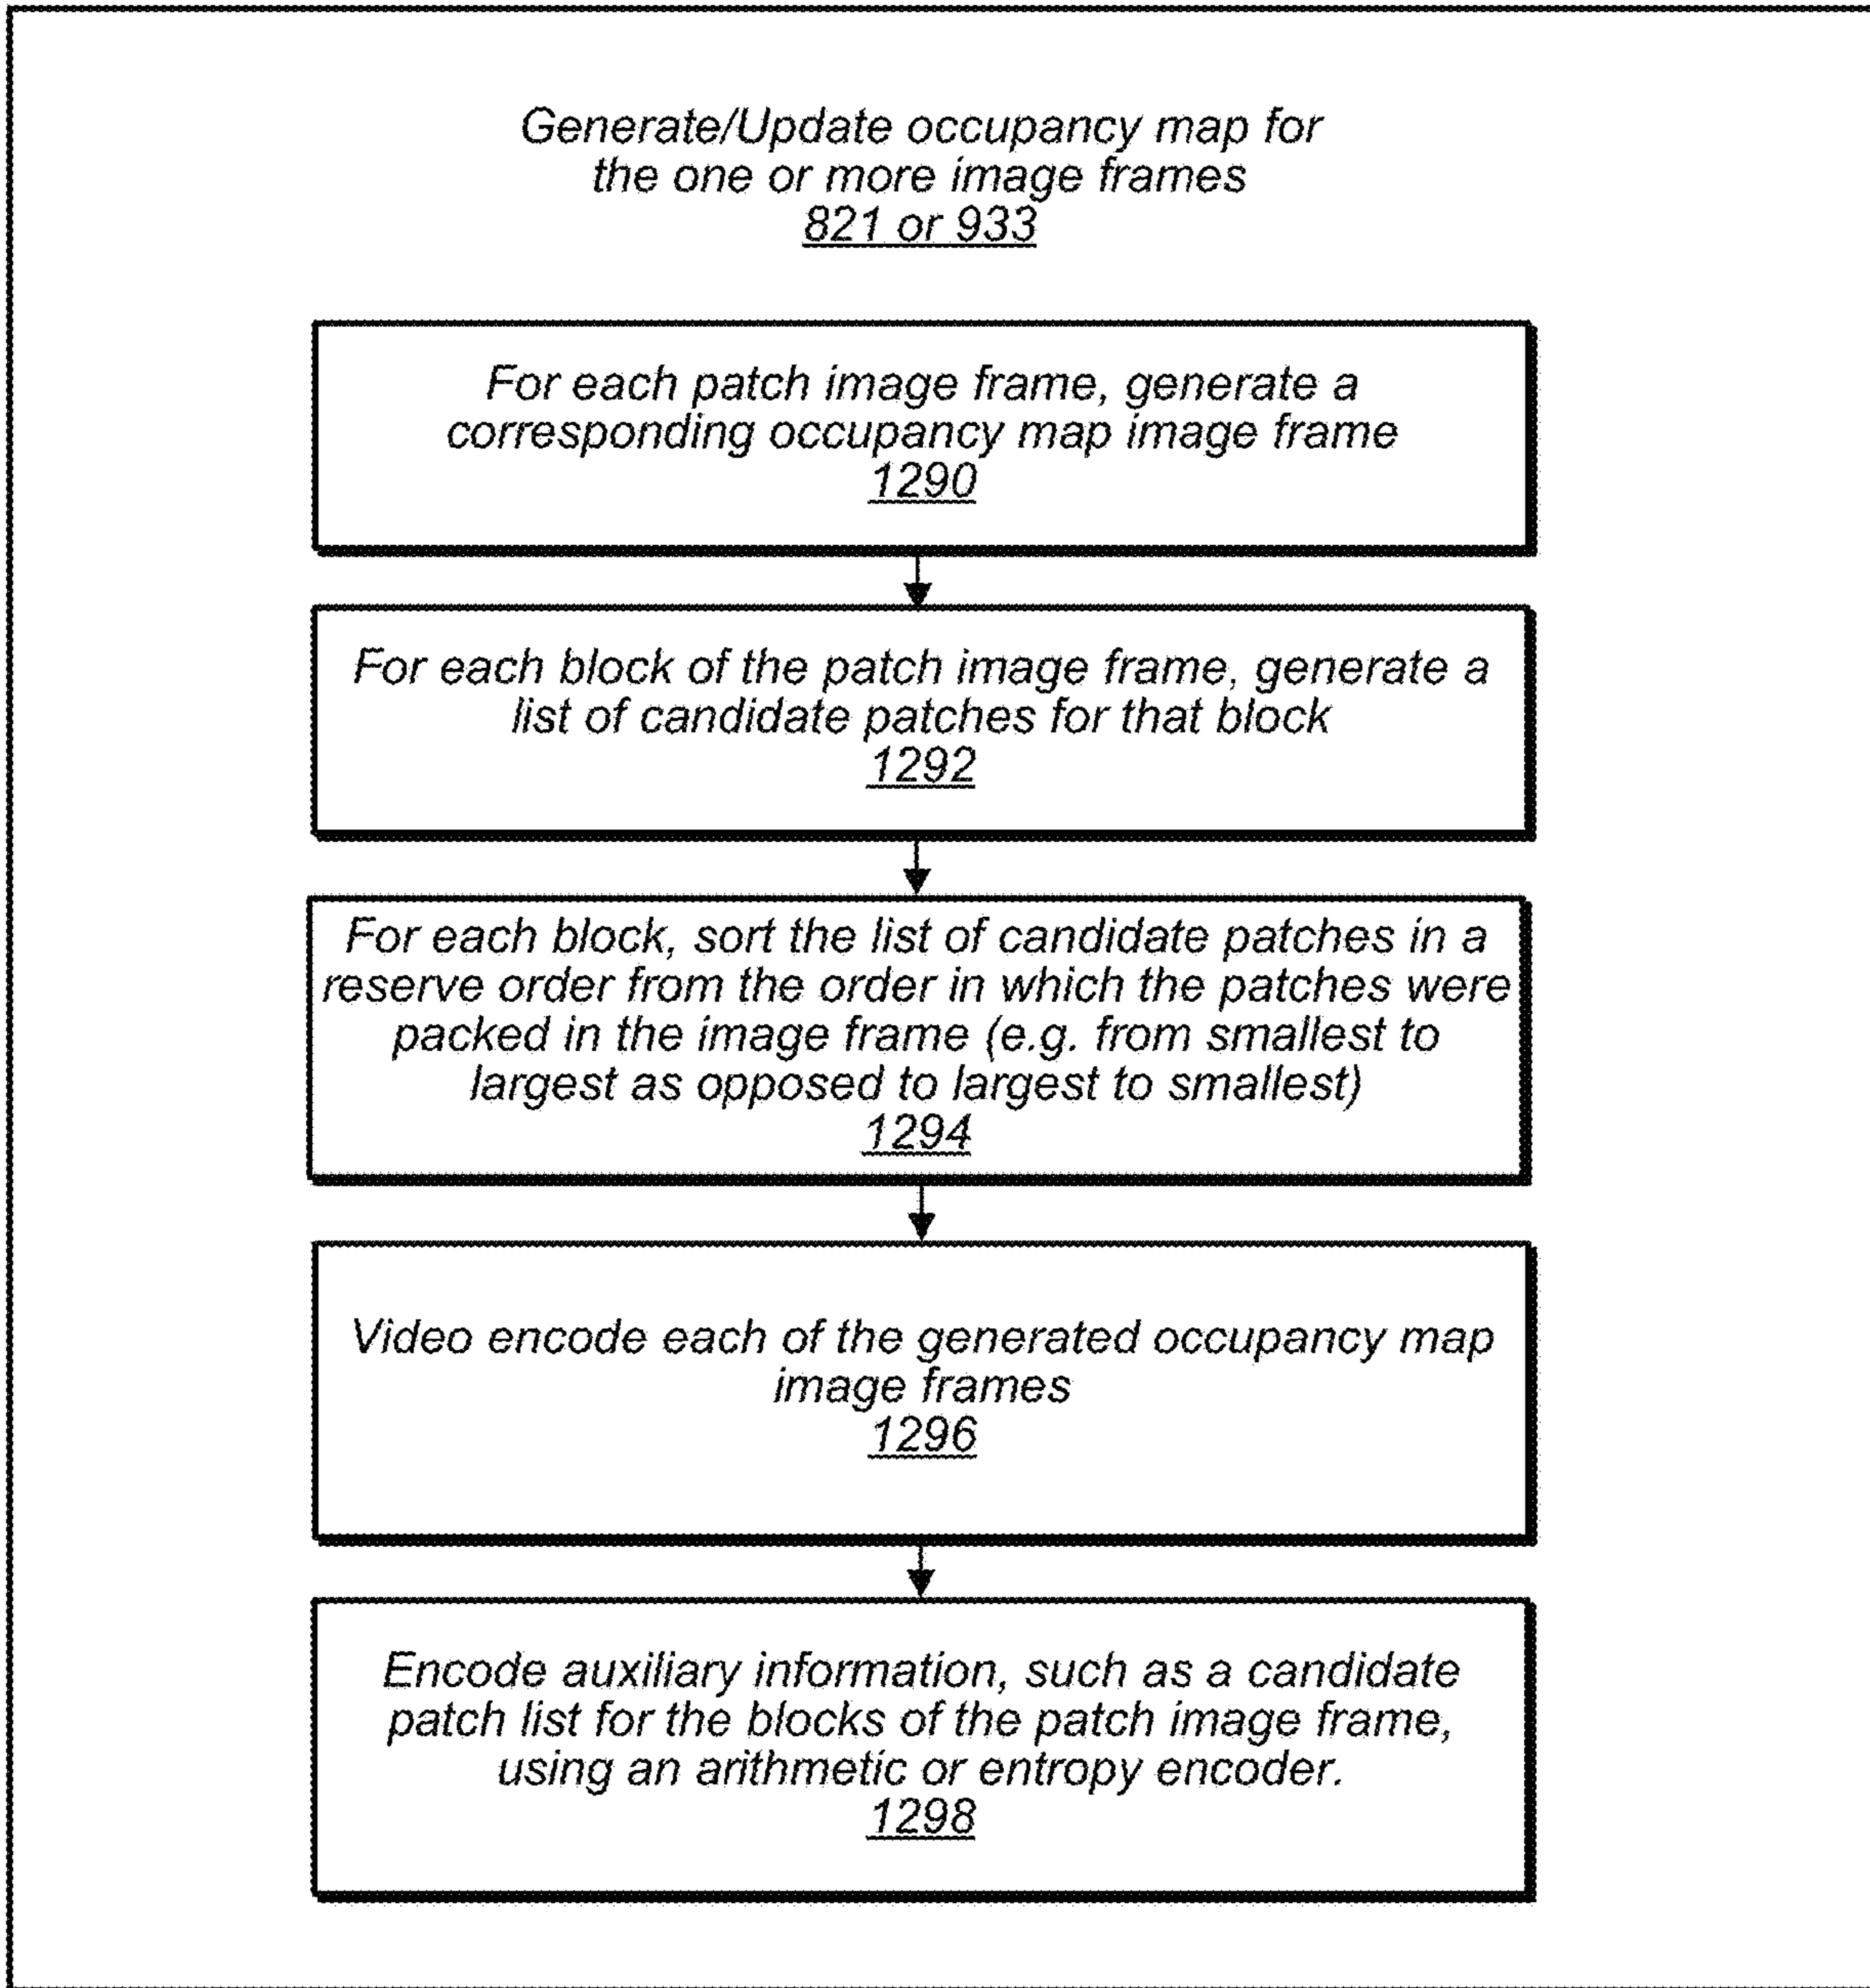 Generate/Update occupancy map for
the one or more image frames
821 or 933
For each patch image frame, generate a
corresponding occupancy map image frame
1290
For each block of the patch image frame, generate a
list of candidate patches for that block
1292
For each block, sort the list of candidate patches in a
reserve order from the order in which the patches were
packed in the image frame (e.g. from smallest to
largest as opposed to largest to smallest)
1294
Video encode each of the generated occupancy map
image frames
1296
Encode auxiliary information, such as a candidate
patch list for the blocks of the patch image frame,
using an arithmetic or entropy encoder.
1298